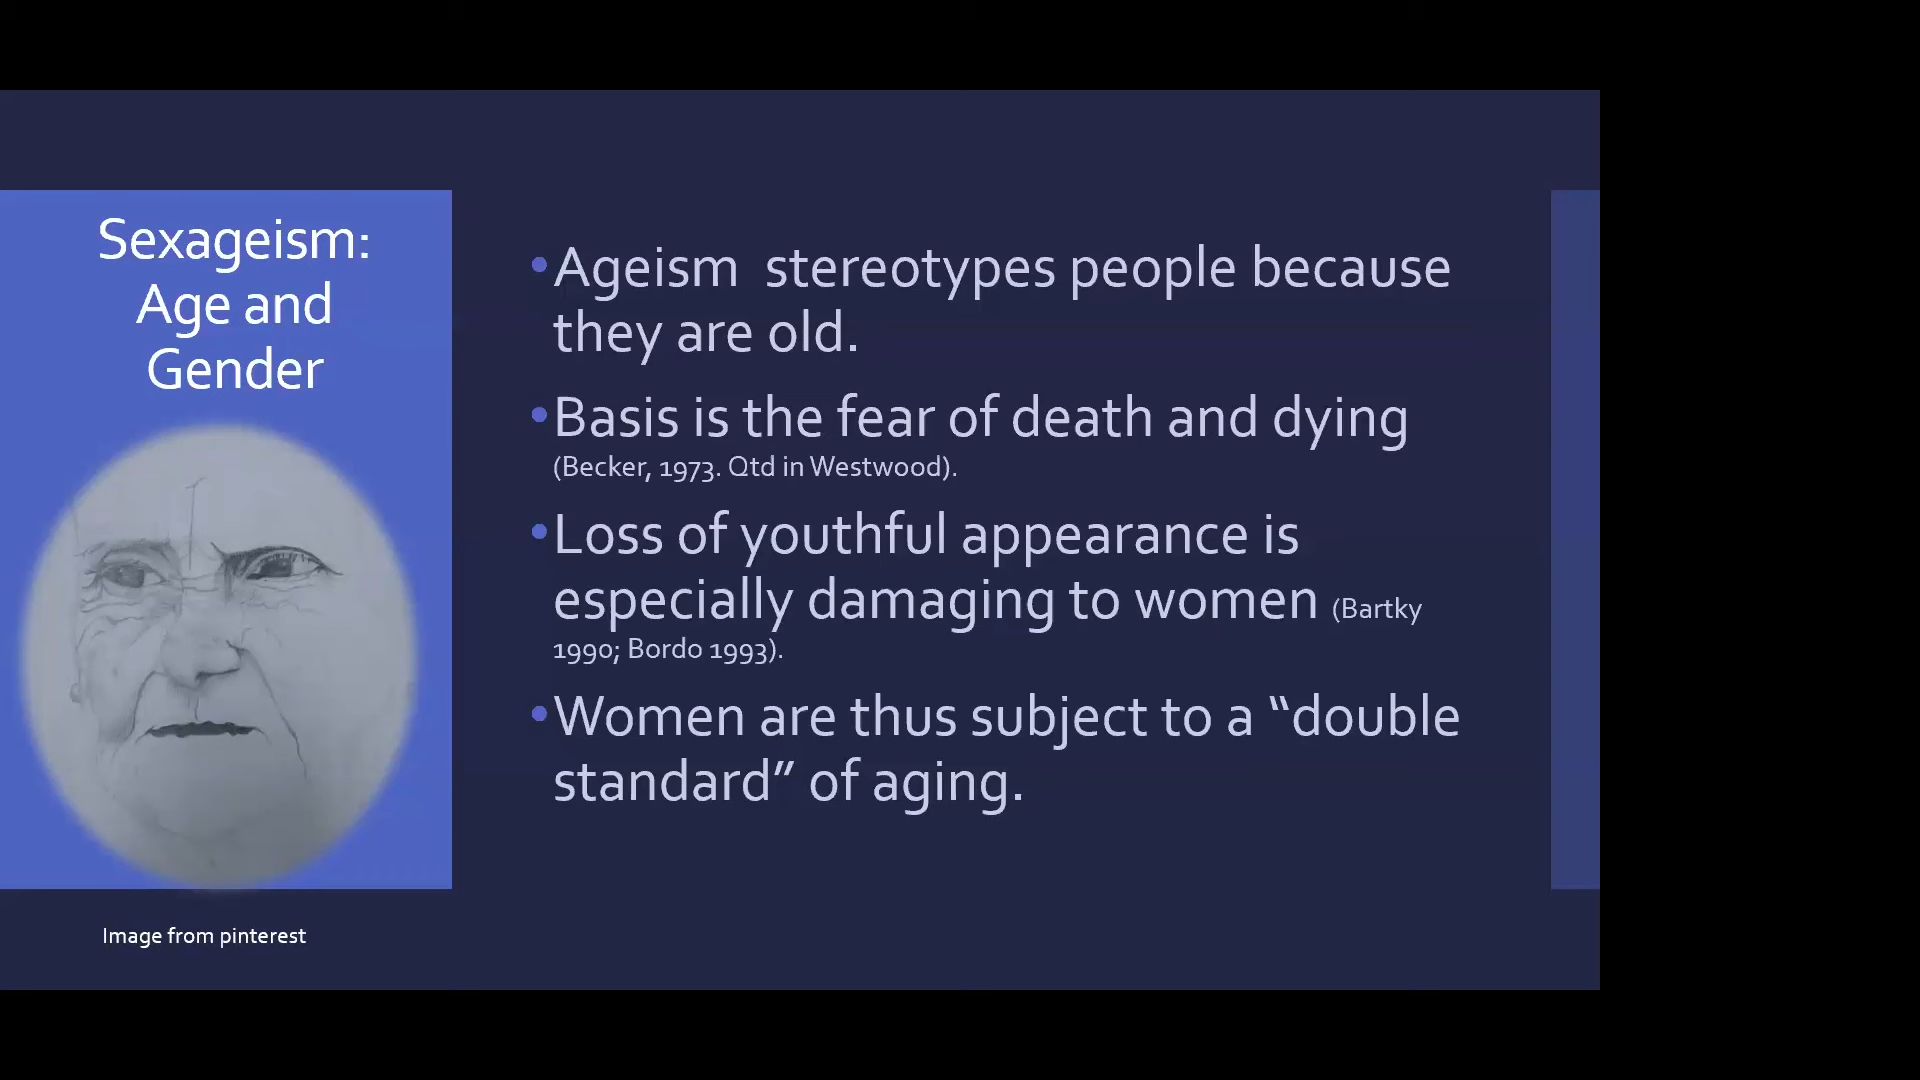 Sexageism:
Age and
Gender
•Ageism  stereotypes people because
they are old.
•Basis is the fear of death and dying
(Becker, 1973. Qtd in Westwood).
•Loss of youthful appearance is
especially damaging to women (Bartky
1990; Bordo 1993).
•Women are thus subject to a “double
standard” of aging.
Image from pinterest